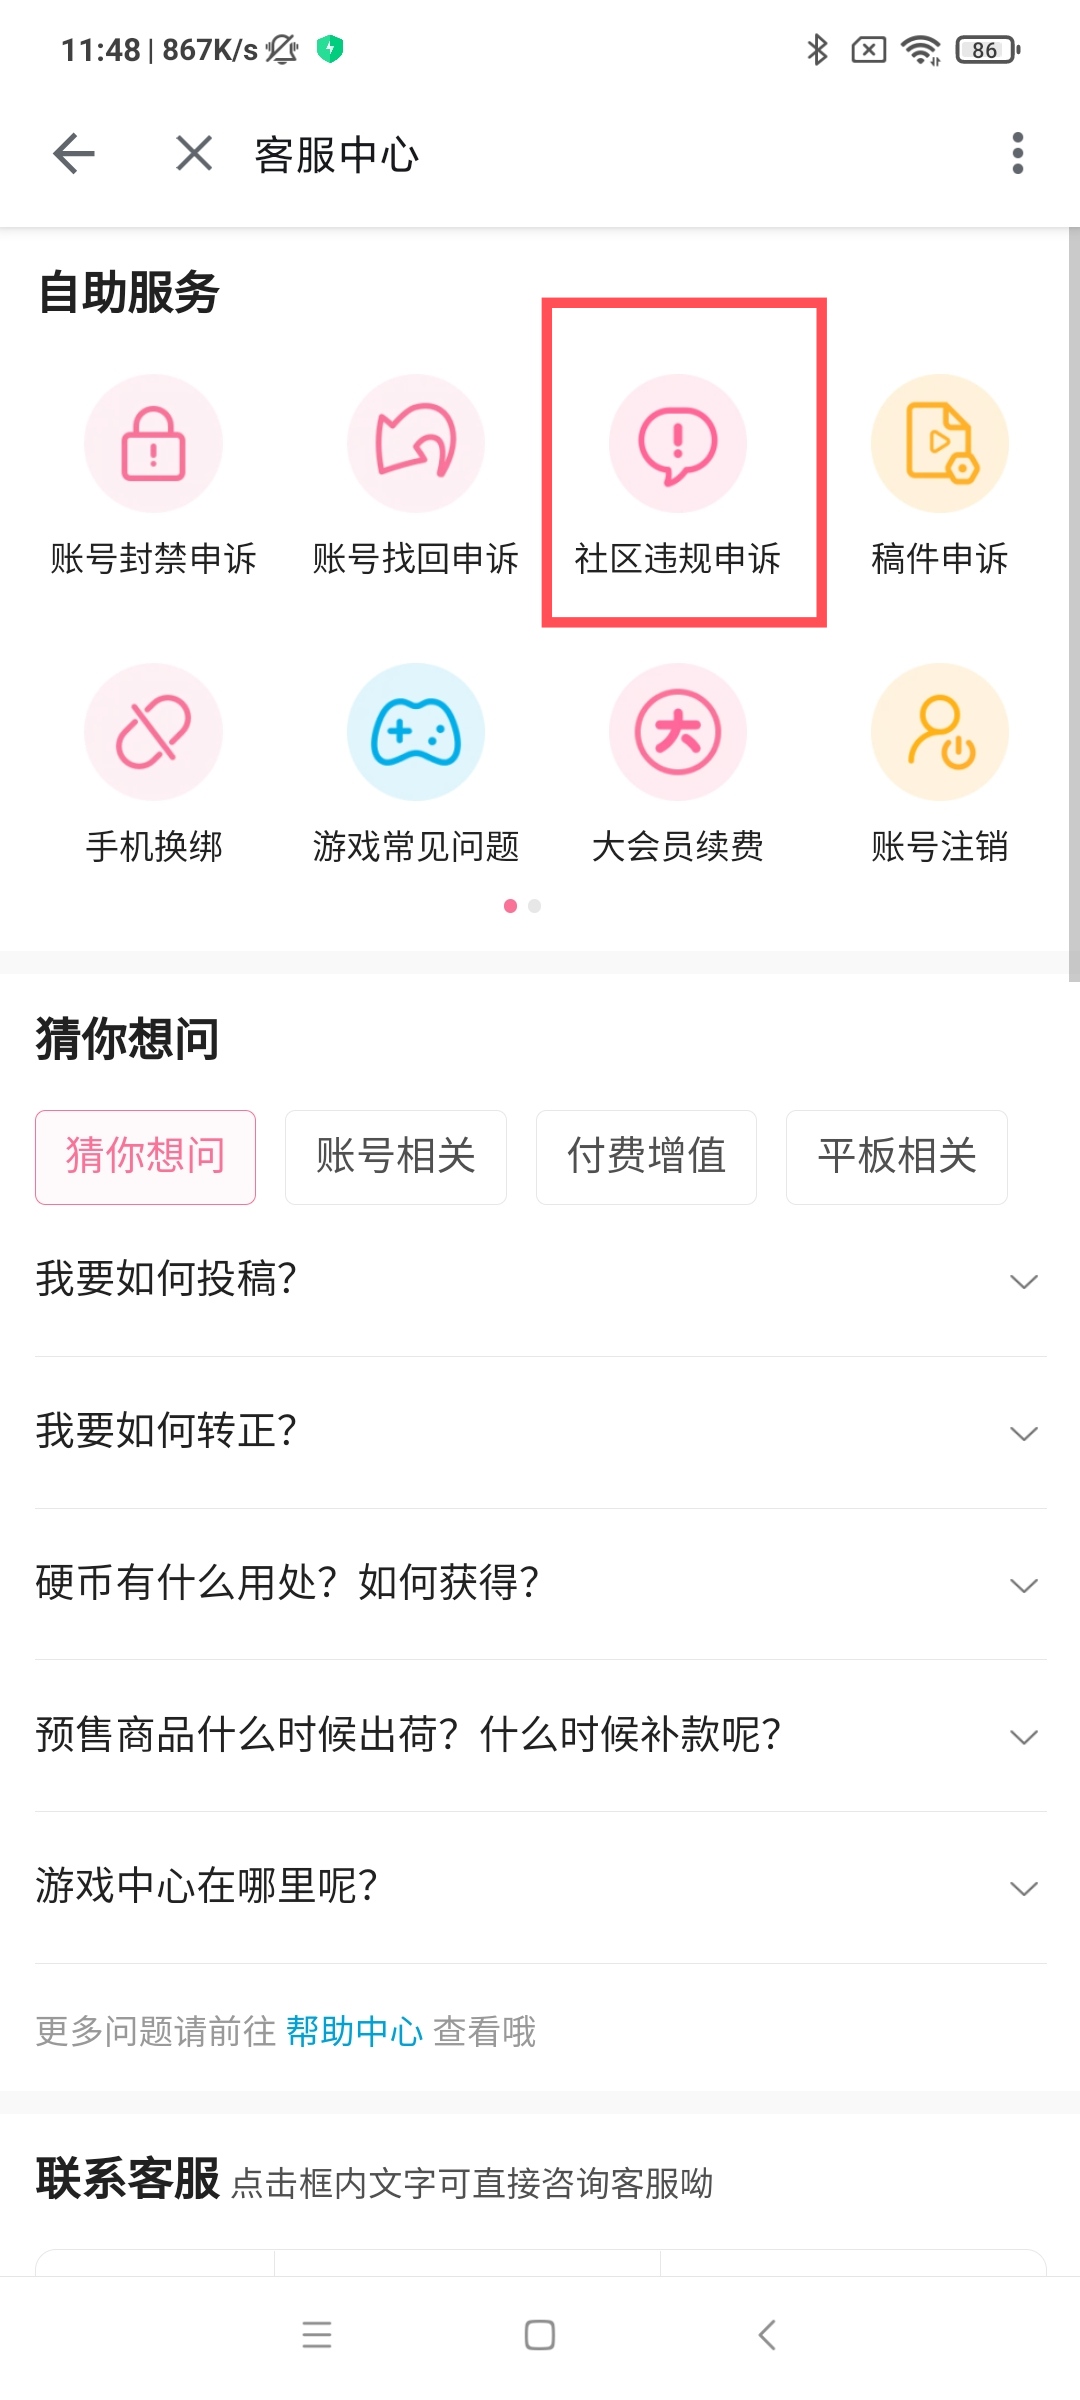 11:48 | 867K/s
86
客服中心
自助服务
账号封禁申诉 账号找回申诉 社区违规申诉 稿件申诉
大
手机换绑 游戏常见问题 大会员续费 账号注销
猜你想问
猜你想问 账号相关 付费增值 平板相关
我要如何投稿？
我要如何转正？
硬币有什么用处？如何获得？
预售商品什么时候出荷？什么时候补款呢？
游戏中心在哪里呢？
更多问题请前往 帮助中心 查看哦
联系客服 点击框内文字可直接咨询客服呦